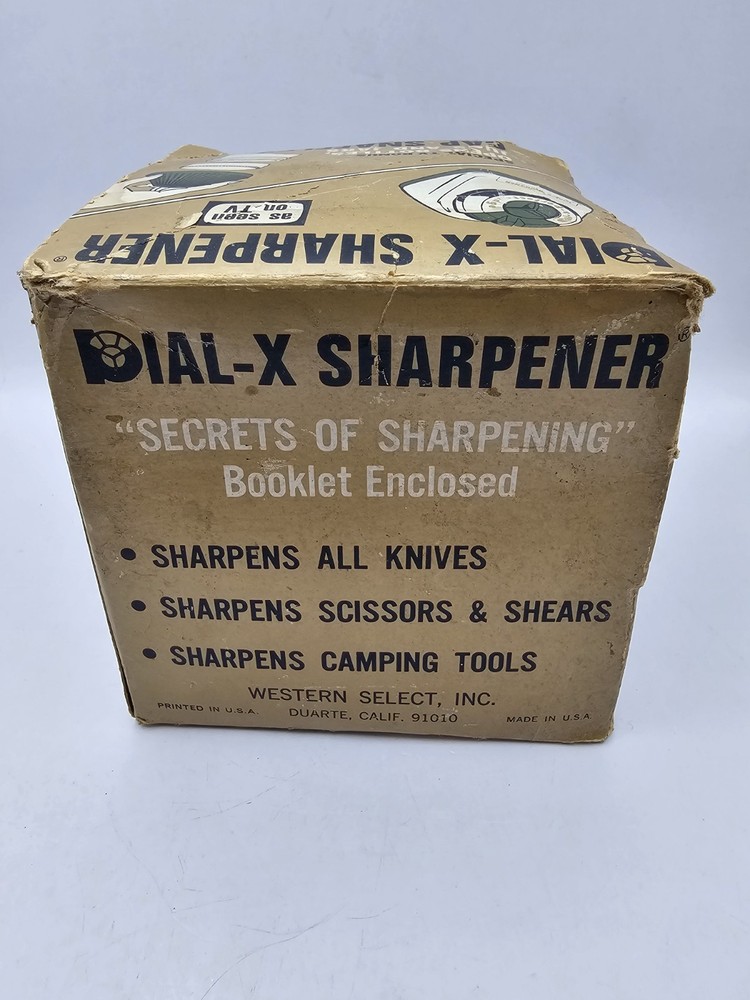 as seen
on TV
DIAL-X SHARPENER®
DIAL-X SHARPENER®
"SECRETS OF SHARPENING"
Booklet Enclosed
• SHARPENS ALL KNIVES
• SHARPENS SCISSORS & SHEARS
• SHARPENS CAMPING TOOLS
WESTERN SELECT, INC.
PRINTED IN U.S.A. DUARTE, CALIF. 91010 MADE IN U.S.A.